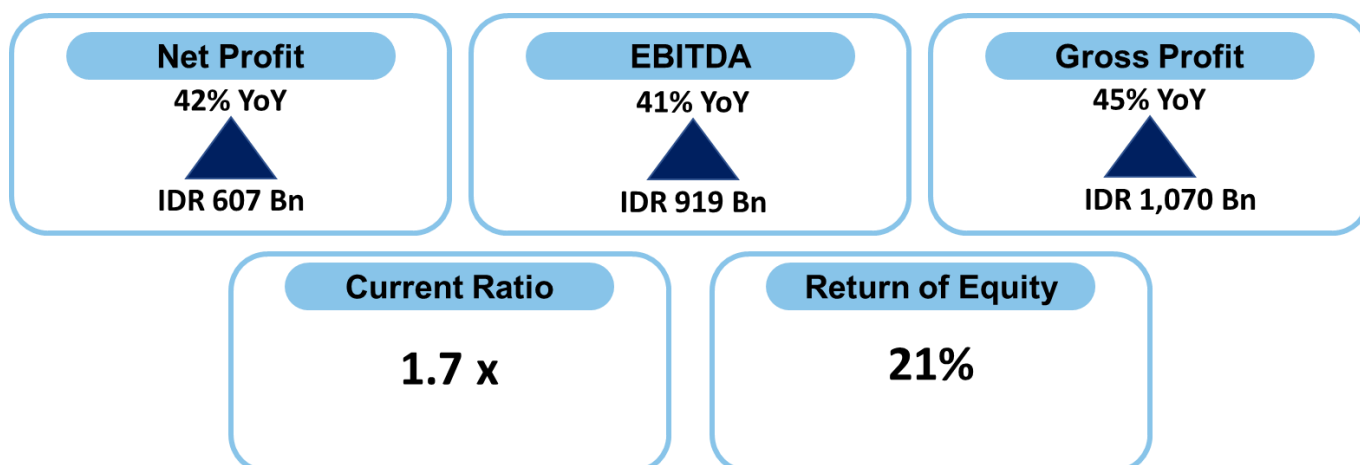 Net Profit
42% YoY
IDR 607 Bn
EBITDA
41% YoY
IDR 919 Bn
Gross Profit
45% YoY
IDR 1,070 Bn
Current Ratio
1.7 x
Return of Equity
21%